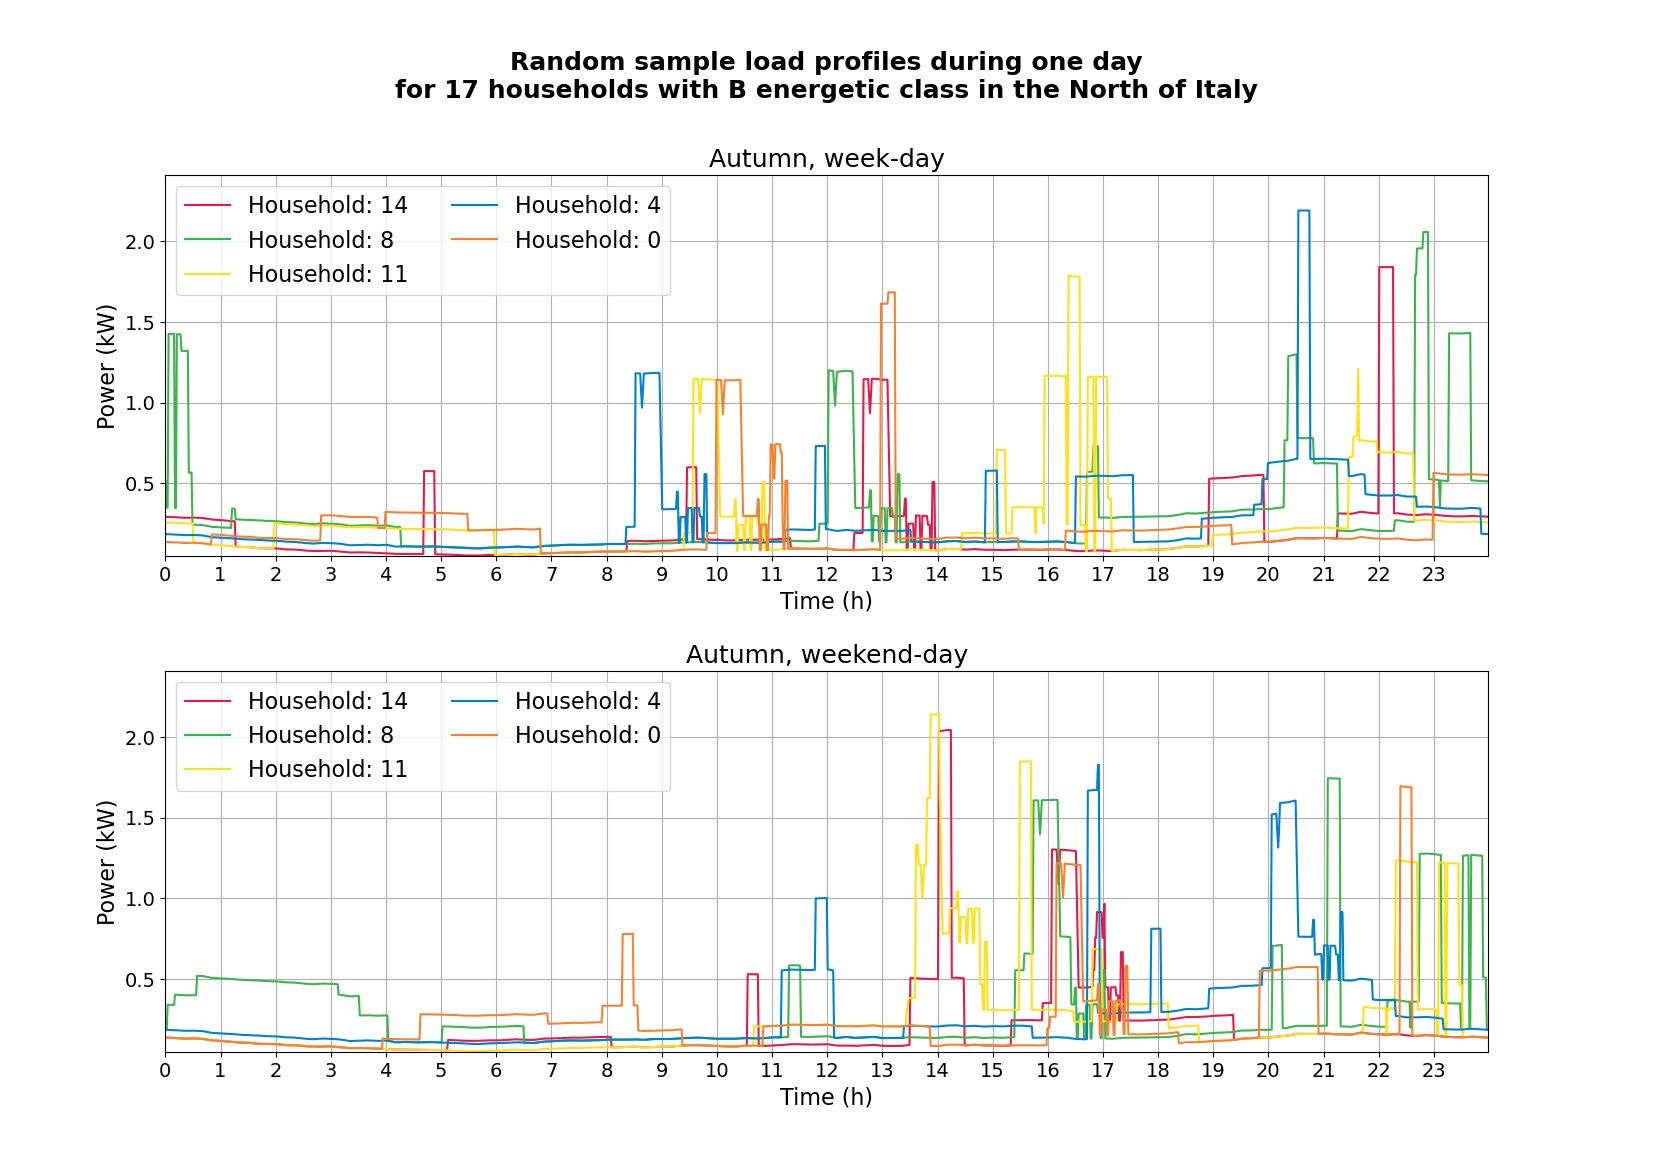 Random sample load profiles during one day
for 17 households with B energetic class in the North of Italy
Autumn, week-day
Household: 14
Household: 8
Household: 11
Household: 4
Household: 0
Power (kW)
2.0
1.5
1.0
0.5
0 1 2 3 4 5 6 7 8 9 10 11 12 13 14 15 16 17 18 19 20 21 22 23
Time (h)
Autumn, weekend-day
Household: 14
Household: 8
Household: 11
Household: 4
Household: 0
Power (kW)
2.0
1.5
1.0
0.5
0 1 2 3 4 5 6 7 8 9 10 11 12 13 14 15 16 17 18 19 20 21 22 23
Time (h)